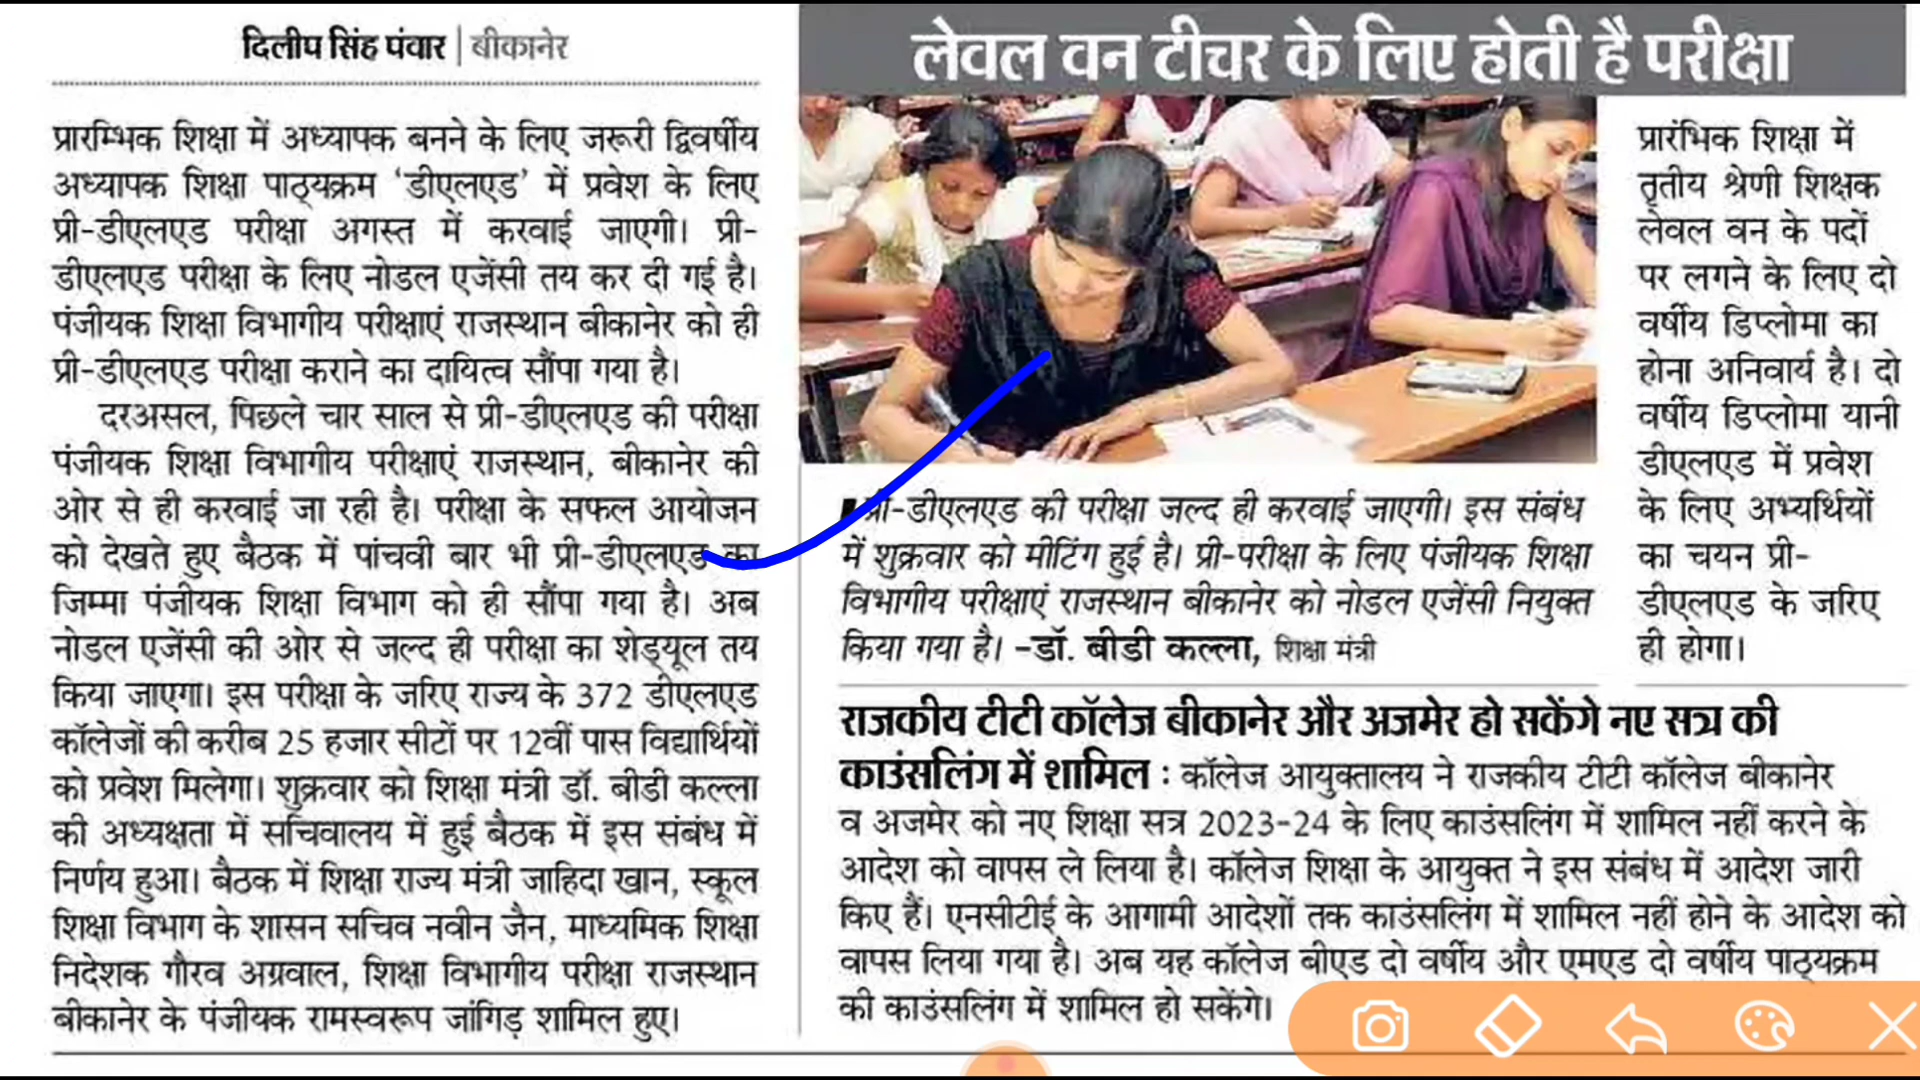 दिलीप सिंह पंवार | बीकानेर
प्रारम्भिक शिक्षा में अध्यापक बनने के लिए जरूरी द्विवर्षीय
अध्यापक शिक्षा पाठ्यक्रम ‘डीएलएड’ में प्रवेश के लिए
प्री-डीएलएड परीक्षा अगस्त में करवाई जाएगी। प्री-
डीएलएड परीक्षा के लिए नोडल एजेंसी तय कर दी गई है।
पंजीयक शिक्षा विभागीय परीक्षाएं राजस्थान बीकानेर को ही
प्री-डीएलएड परीक्षा कराने का दायित्व सौंपा गया है।
दरअसल, पिछले चार साल से प्री-डीएलएड की परीक्षा
पंजीयक शिक्षा विभागीय परीक्षाएं राजस्थान, बीकानेर की
ओर से ही करवाई जा रही है। परीक्षा के सफल आयोजन
को देखते हुए बैठक में पांचवी बार भी प्री-डीएलएड का
जिम्मा पंजीयक शिक्षा विभाग को ही सौंपा गया है। अब
नोडल एजेंसी की ओर से जल्द ही परीक्षा का शेड्यूल तय
किया जाएगा। इस परीक्षा के जरिए राज्य के 372 डीएलएड
कॉलेजों की करीब 25 हजार सीटों पर 12वीं पास विद्यार्थियों
को प्रवेश मिलेगा। शुक्रवार को शिक्षा मंत्री डॉ. बीडी कल्ला
की अध्यक्षता में सचिवालय में हुई बैठक में इस संबंध में
निर्णय हुआ। बैठक में शिक्षा राज्य मंत्री जाहिदा खान, स्कूल
शिक्षा विभाग के शासन सचिव नवीन जैन, माध्यमिक शिक्षा
निदेशक गौरव अग्रवाल, शिक्षा विभागीय परीक्षा राजस्थान
बीकानेर के पंजीयक रामस्वरूप जांगिड़ शामिल हुए।
लेवल वन टीचर के लिए होती है परीक्षा
प्री-डीएलएड की परीक्षा जल्द ही करवाई जाएगी। इस संबंध
में शुक्रवार को मीटिंग हुई है। प्री-परीक्षा के लिए पंजीयक शिक्षा
विभागीय परीक्षाएं राजस्थान बीकानेर को नोडल एजेंसी नियुक्त
किया गया है। -डॉ. बीडी कल्ला, शिक्षा मंत्री
प्रारंभिक शिक्षा में
तृतीय श्रेणी शिक्षक
लेवल वन के पदों
पर लगने के लिए दो
वर्षीय डिप्लोमा का
होना अनिवार्य है। दो
वर्षीय डिप्लोमा यानी
डीएलएड में प्रवेश
के लिए अभ्यर्थियों
का चयन प्री-
डीएलएड के जरिए
ही होगा।
राजकीय टीटी कॉलेज बीकानेर और अजमेर हो सकेंगे नए सत्र की
काउंसलिंग में शामिल : कॉलेज आयुक्तालय ने राजकीय टीटी कॉलेज बीकानेर
व अजमेर को नए शिक्षा सत्र 2023-24 के लिए काउंसलिंग में शामिल नहीं करने के
आदेश को वापस ले लिया है। कॉलेज शिक्षा के आयुक्त ने इस संबंध में आदेश जारी
किए हैं। एनसीटीई के आगामी आदेशों तक काउंसलिंग में शामिल नहीं होने के आदेश को
वापस लिया गया है। अब यह कॉलेज बीएड दो वर्षीय और एमएड दो वर्षीय पाठ्यक्रम
की काउंसलिंग में शामिल हो सकेंगे।